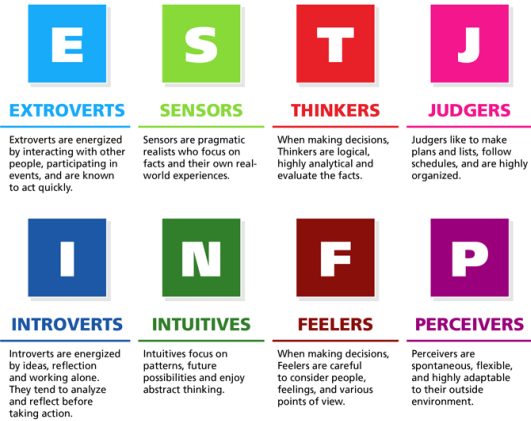 E S T J
EXTROVERTS SENSORS THINKERS JUDGERS
Extroverts are energized
by interacting with other
people, participating in
events, and are known
to act quickly.
Sensors are pragmatic
realists who focus on
facts and their own real-
world experiences.
When making decisions,
Thinkers are logical,
highly analytical and
evaluate the facts.
Judgers like to make
plans and lists, follow
schedules, and are highly
organized.
I N F P
INTROVERTS INTUITIVES FEELERS PERCEIVERS
Introverts are energized
by ideas, reflection
and working alone.
They tend to analyze
and reflect before
taking action.
Intuitives focus on
patterns, future
possibilities and enjoy
abstract thinking.
When making decisions,
Feelers are careful
to consider people,
feelings, and various
points of view.
Perceivers are
spontaneous, flexible,
and highly adaptable
to their outside
environment.